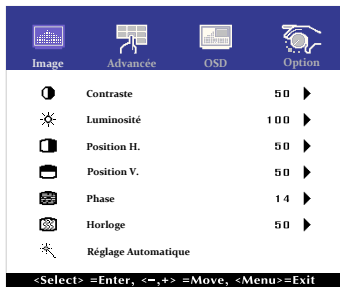 Image Advancée OSD Option
Contraste 50
Luminosité 100
Position H. 50
Position V. 50
Phase 14
Horloge 50
Réglage Automatique
<Select> =Enter, <−,+> =Move, <Menu>=Exit